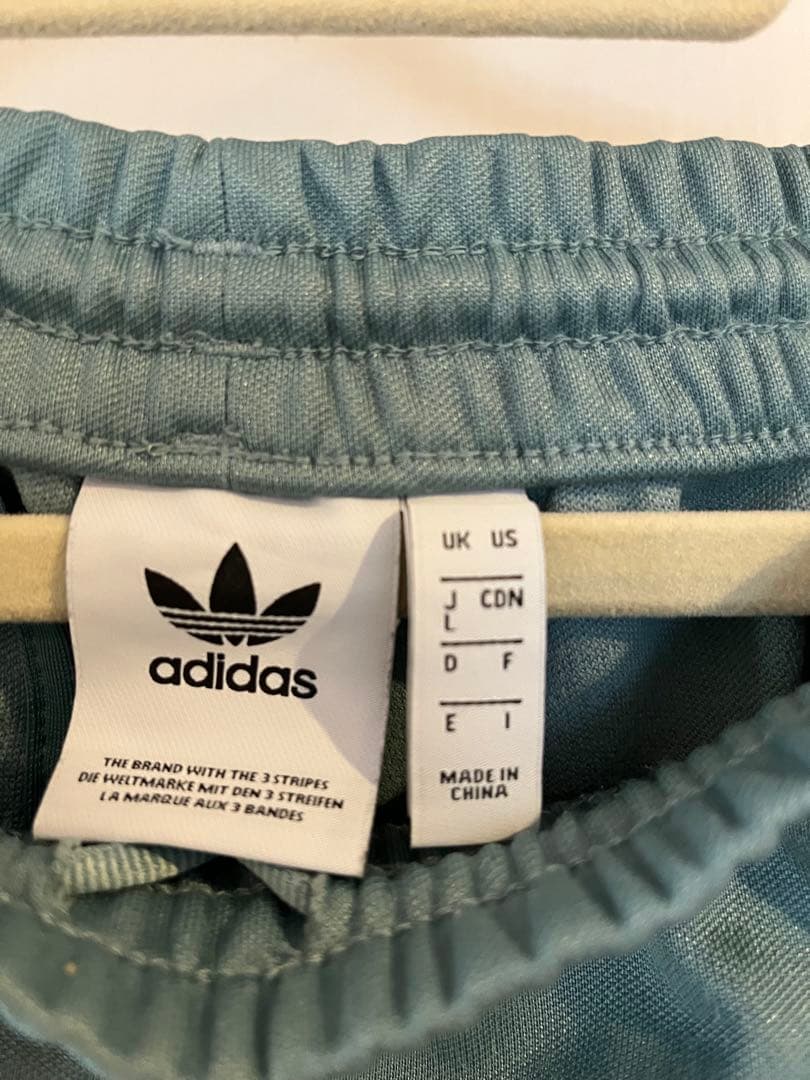 adidas
THE BRAND WITH THE 3 STRIPES
DIE WELTMARKE MIT DEN 3 STREIFEN
LA MARQUE AUX 3 BANDES
UK US
J CDN
L
D F
E I
MADE IN
CHINA